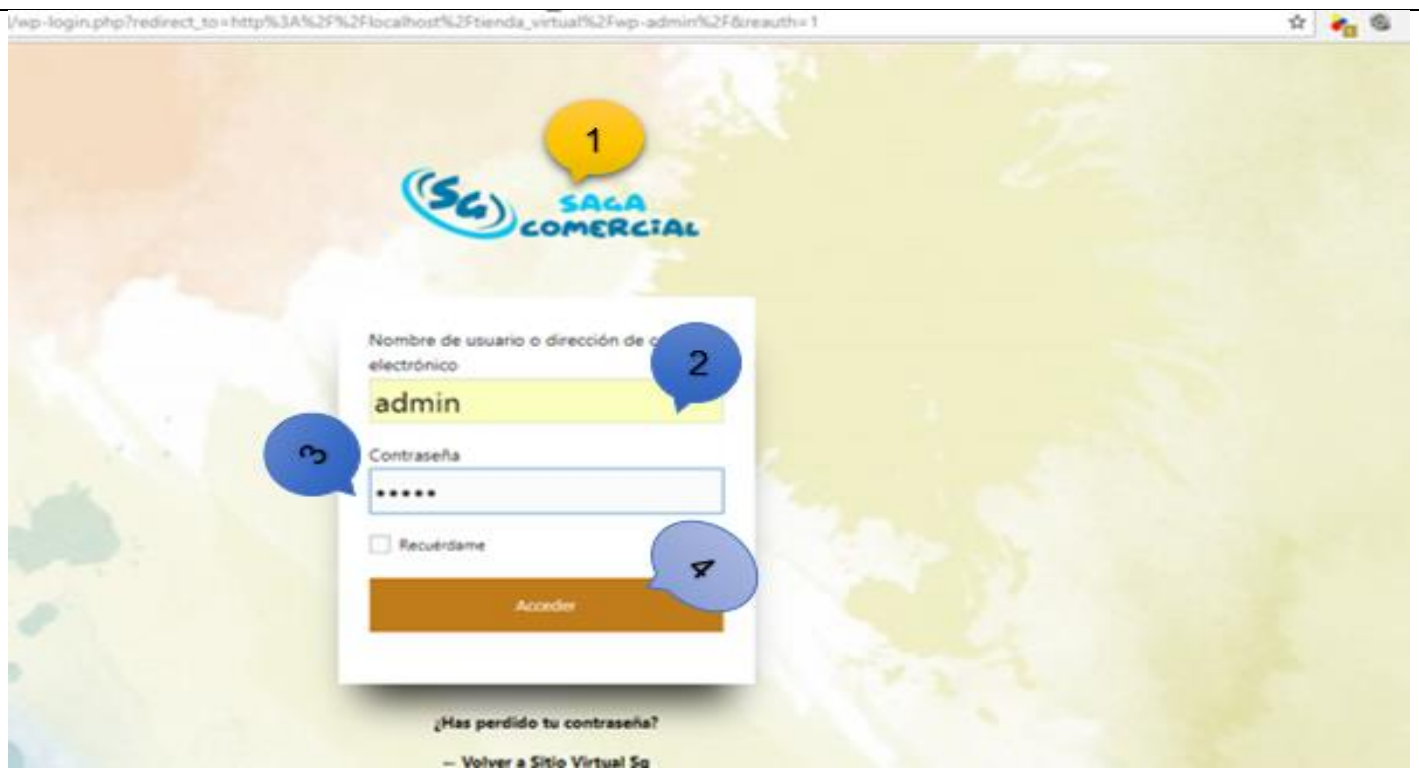 /wp-login.php?redirect_to=http%3A%2F%2Flocalhost%2Ftienda_virtual%2Fwp-admin%2F&reauth=1
1
SG
SAGA
COMERCIAL
Nombre de usuario o dirección de
electrónico
2
admin
3
Contraseña
•••••
Recuérdame
4
Acceder
¿Has perdido tu contraseña?
← Volver a Sitio Virtual Sg